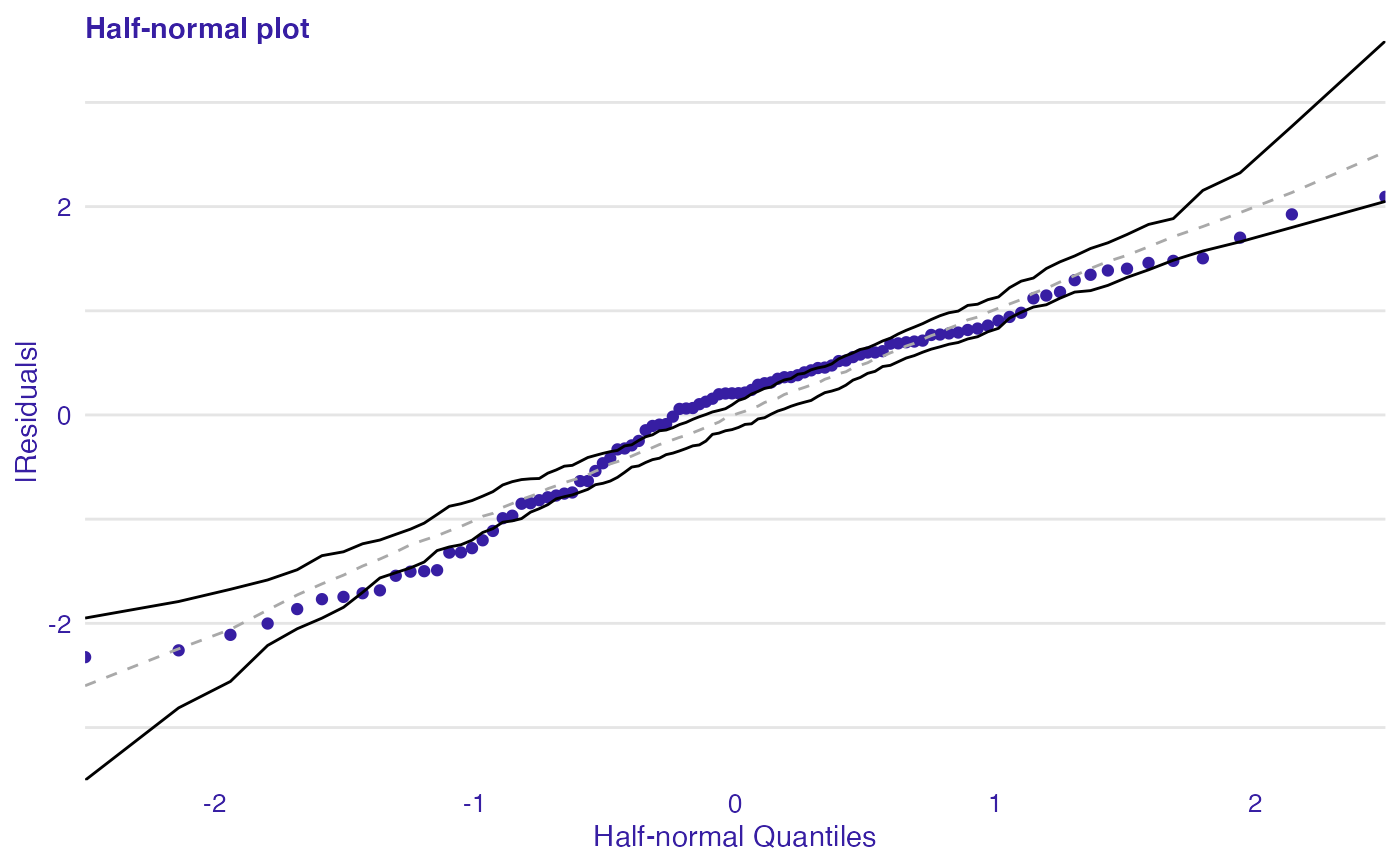 Half-normal plot
2
0
-2
|Residuals|
-2 -1 0 1 2
Half-normal Quantiles